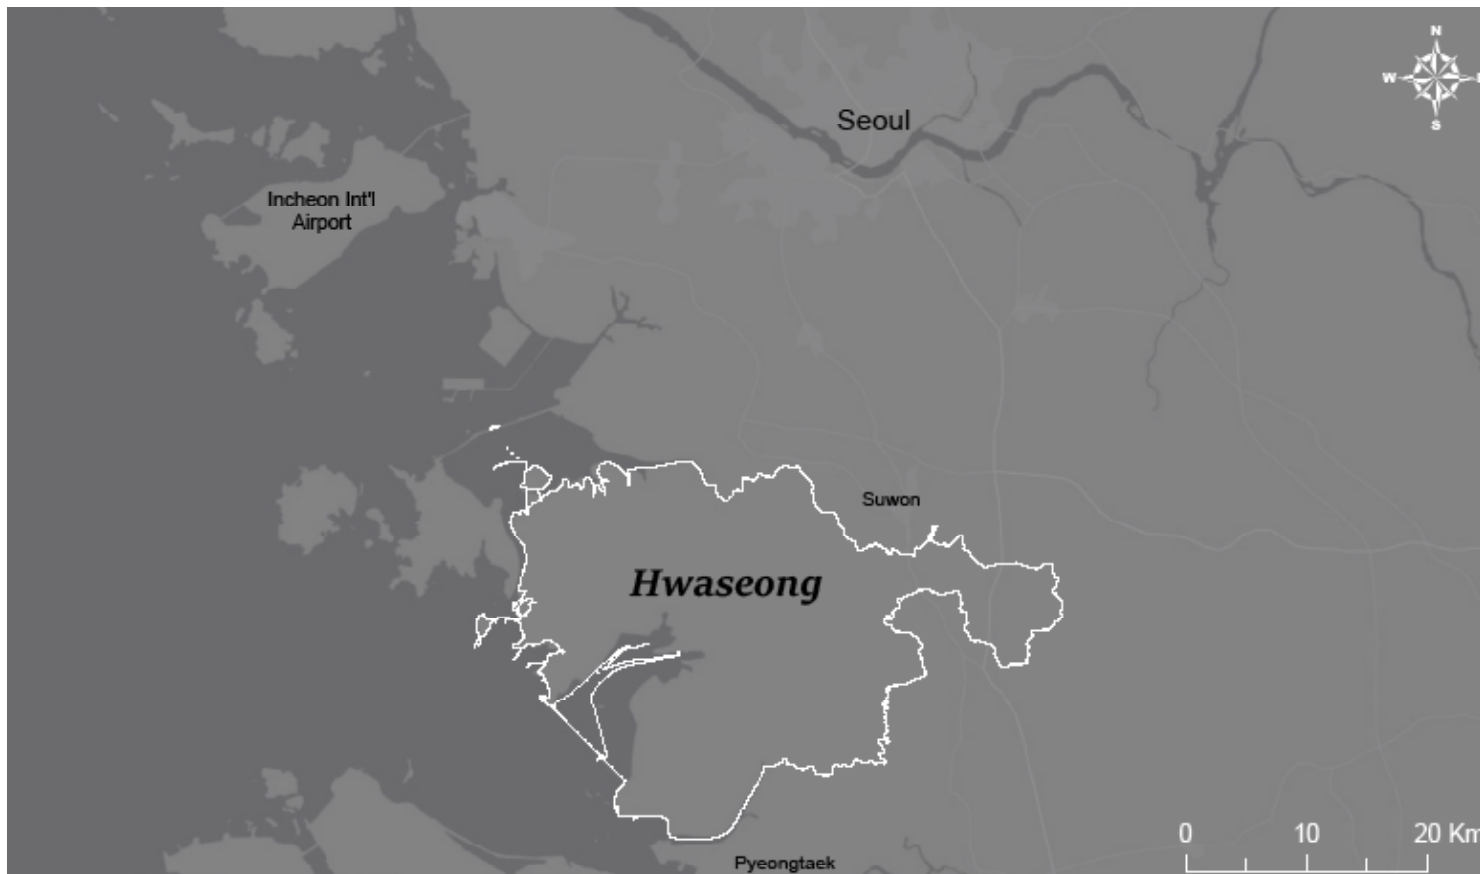 N
W
S
Seoul
Incheon Int'l
Airport
Suwon
Hwaseong
0 10 20 Km
Pyeongtaek